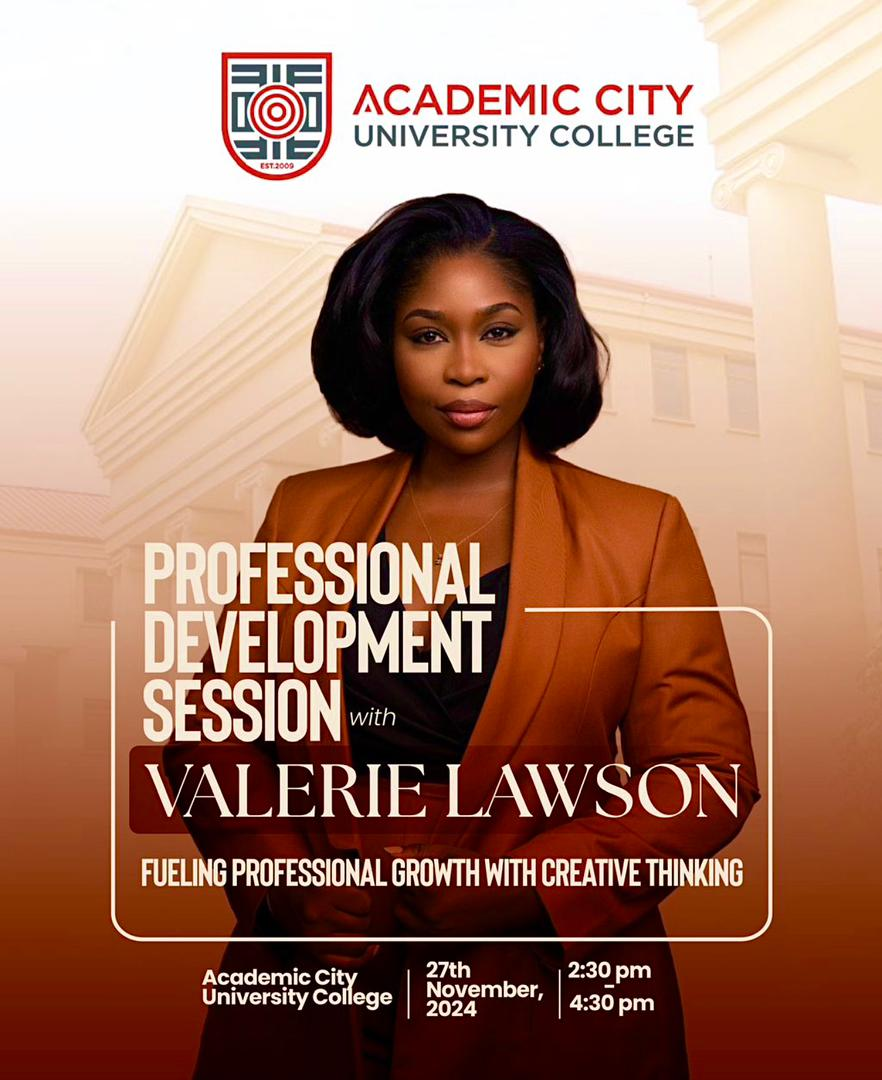 EST.2009
ACADEMIC CITY
UNIVERSITY COLLEGE
PROFESSIONAL
DEVELOPMENT
SESSION with
VALERIE LAWSON
FUELING PROFESSIONAL GROWTH WITH CREATIVE THINKING
Academic City
University College
27th
November,
2024
2:30 pm
–
4:30 pm